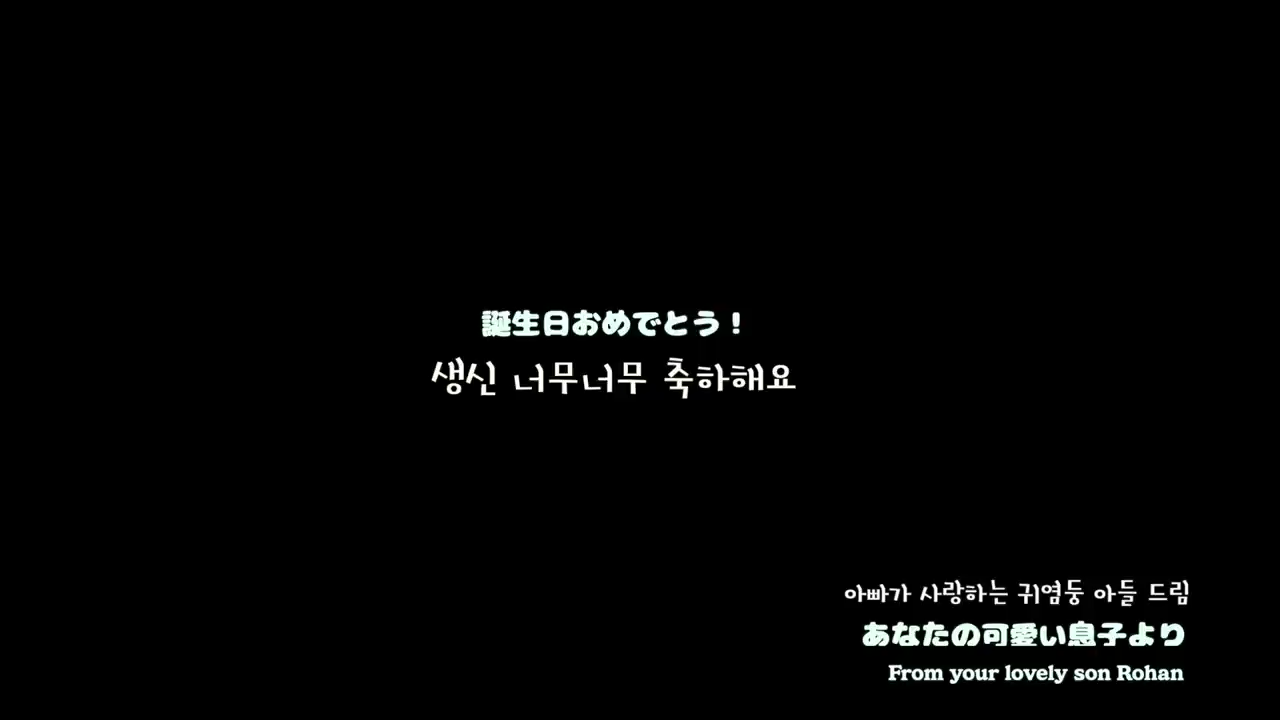 誕生日おめでとう！
생신 너무너무 축하해요
아빠가 사랑하는 귀염둥 아들 드림
あなたの可愛い息子より
From your lovely son Rohan